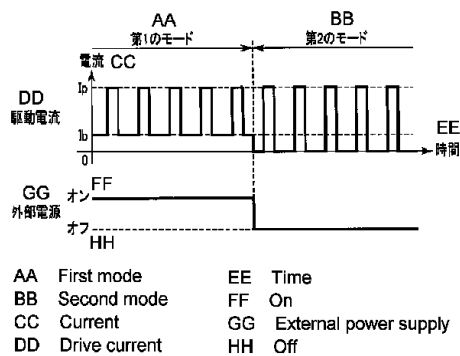 AA
第1のモード
BB
第2のモード
電流 CC
Ip
DD
駆動電流
Ib
0
EE
時間
FF
GG
オン
外部電源
オフ
HH
AA First mode
BB Second mode
CC Current
DD Drive current
EE Time
FF On
GG External power supply
HH Off